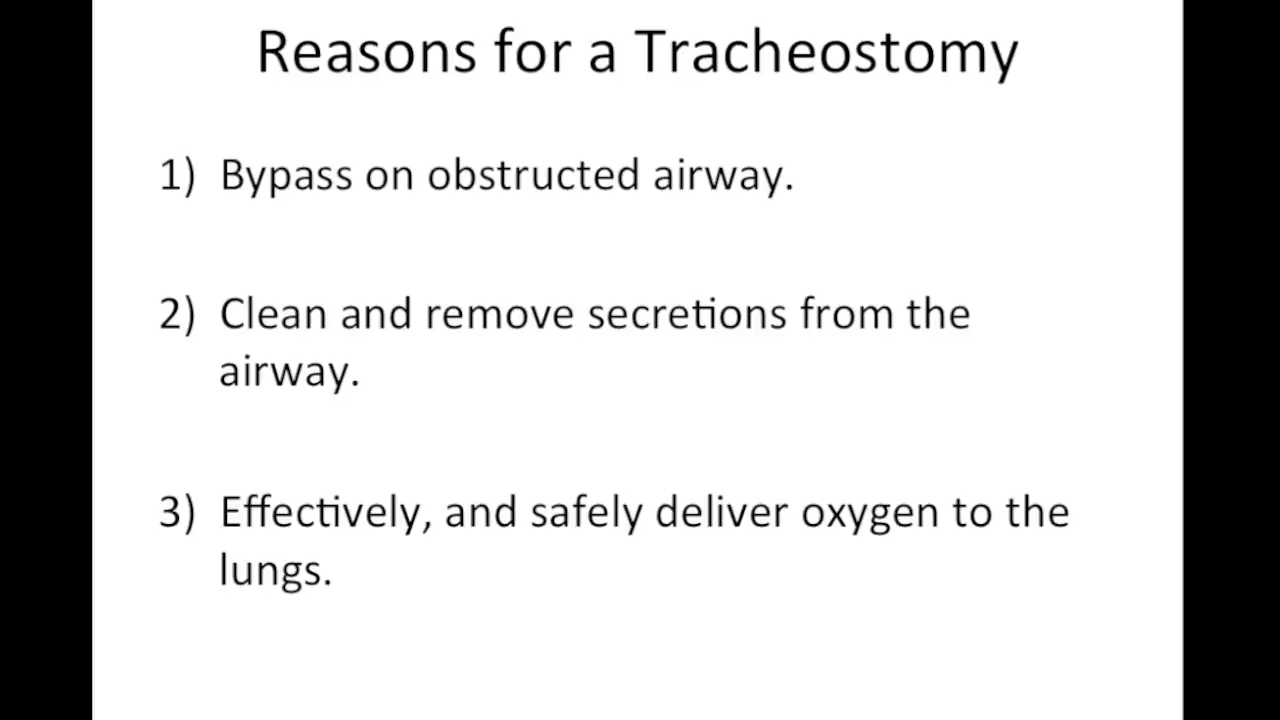 Reasons for a Tracheostomy
1) Bypass on obstructed airway.
2) Clean and remove secretions from the
airway.
3) Effectively, and safely deliver oxygen to the
lungs.